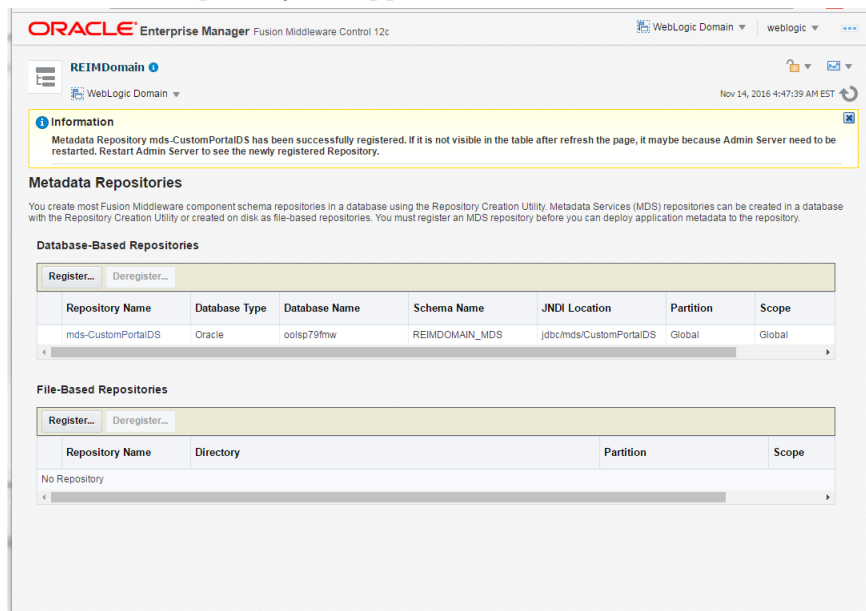 ORACLE Enterprise Manager Fusion Middleware Control 12c
WebLogic Domain
weblogic
REIMDomain
WebLogic Domain
Nov 14, 2016 4:47:39 AM EST
Information
Metadata Repository mds-CustomPortalDS has been successfully registered. If it is not visible in the table after refresh the page, it maybe because Admin Server need to be
restarted. Restart Admin Server to see the newly registered Repository.
Metadata Repositories
You create most Fusion Middleware component schema repositories in a database using the Repository Creation Utility. Metadata Services (MDS) repositories can be created in a database
with the Repository Creation Utility or created on disk as file-based repositories. You must register an MDS repository before you can deploy application metadata to the repository.
Database-Based Repositories
Register... Deregister...
Repository Name Database Type Database Name Schema Name JNDI Location Partition Scope
mds-CustomPortalDS Oracle oolsp79fmw REIMDOMAIN_MDS jdbc/mds/CustomPortalDS Global Global
File-Based Repositories
Register... Deregister...
Repository Name Directory Partition Scope
No Repository